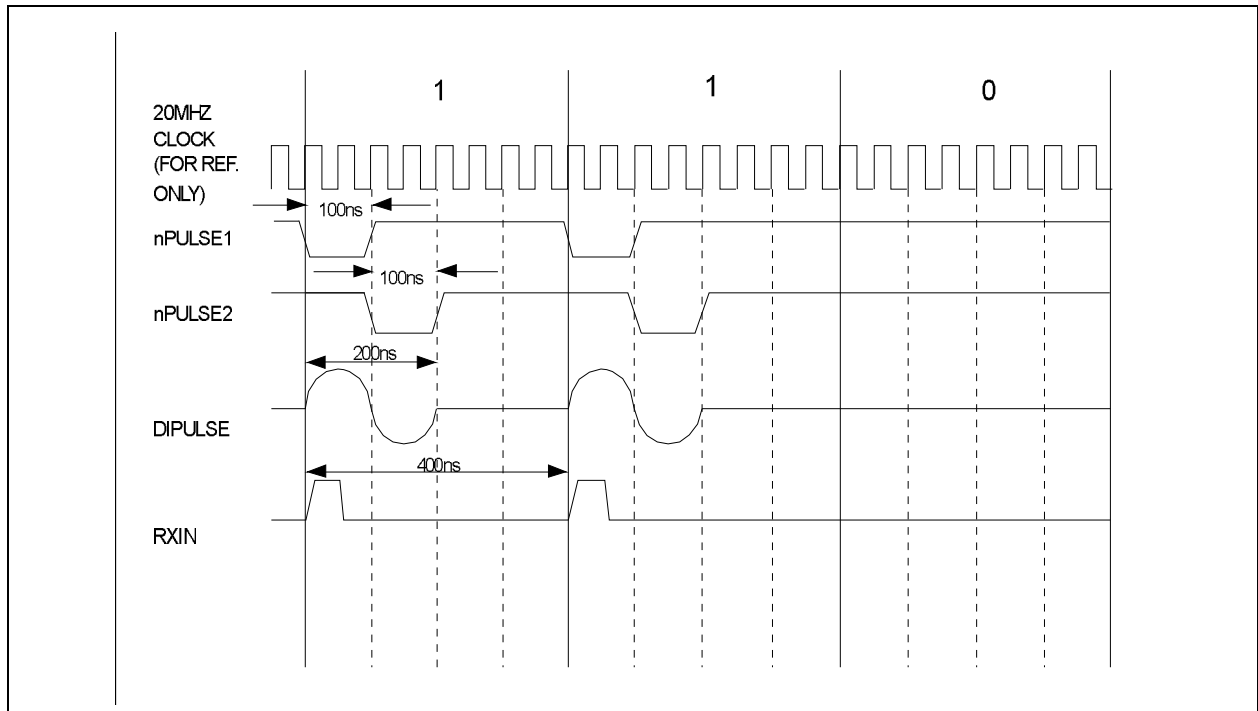 1
1
0
20MHZ
CLOCK
(FOR REF.
ONLY)
100ns
nPULSE1
100ns
nPULSE2
200ns
DIPULSE
400ns
RXIN